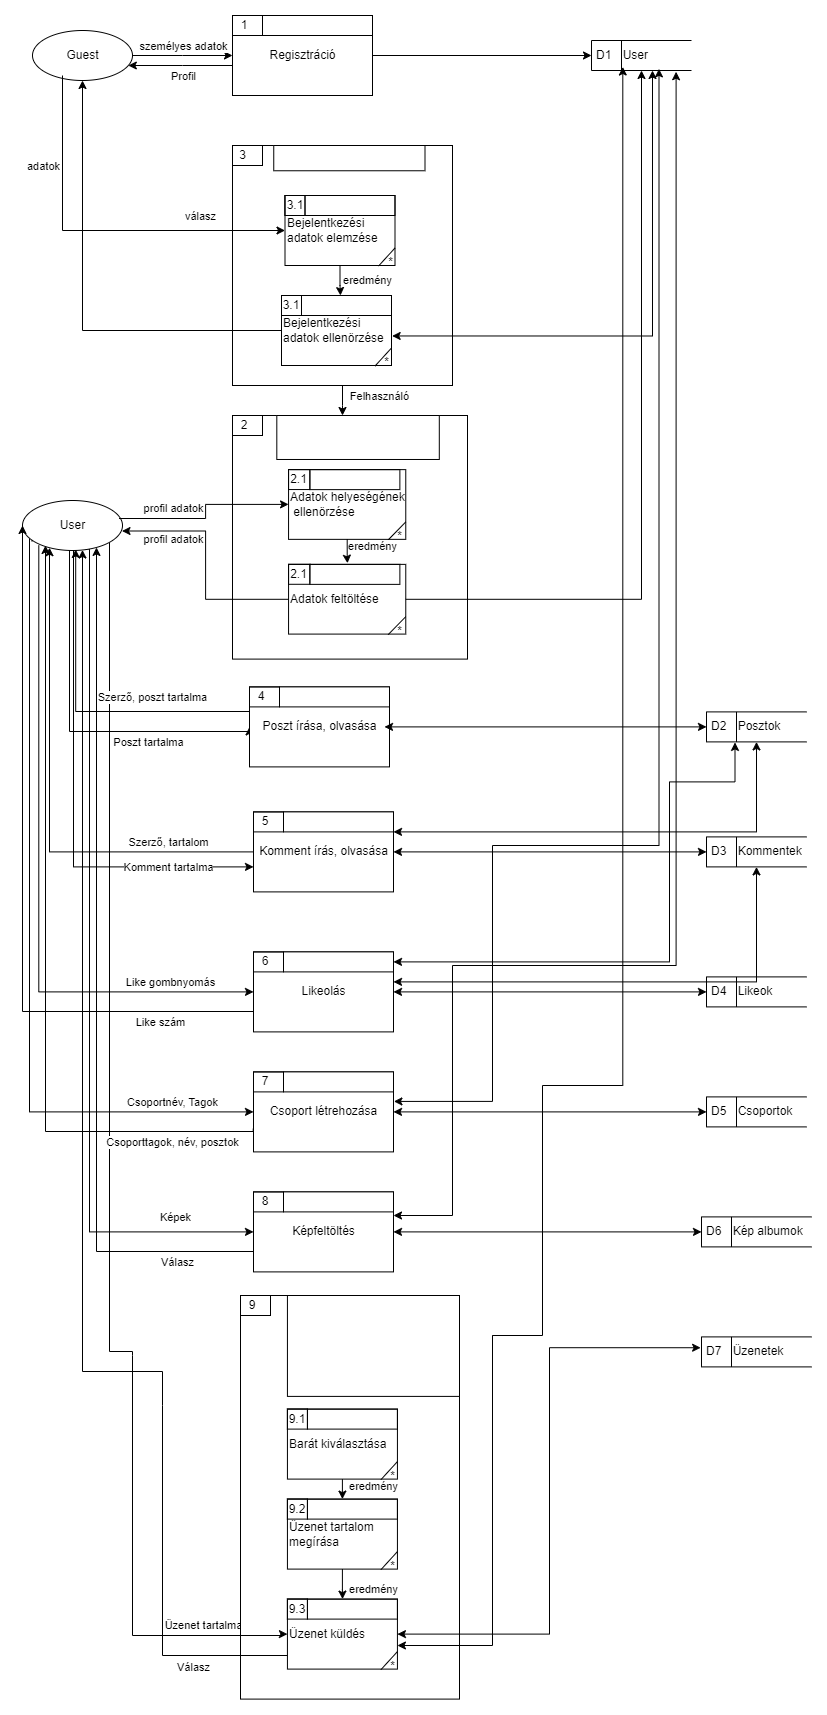 1
Guest
személyes adatok
Regisztráció
Profil
D1
User
adatok
3
válasz
3.1
Bejelentkezési
adatok elemzése
*
eredmény
3.1
Bejelentkezési
adatok ellenörzése
*
Felhasználó
2
2.1
Adatok helyességének
ellenörzése
*
User
profil adatok
profil adatok
eredmény
2.1
Adatok feltöltése
*
4
Szerző, poszt tartalma
Poszt írása, olvasása
Poszt tartalma
D2
Posztok
5
Szerző, tartalom
Komment írás, olvasása
Komment tartalma
D3
Kommentek
6
Like gombnyomás
Likeolás
Like szám
D4
Likeok
7
Csoportnév, Tagok
Csoport létrehozása
Csoporttagok, név, posztok
D5
Csoportok
8
Képek
Képfeltöltés
Válasz
D6
Kép albumok
9
D7
Üzenetek
9.1
Barát kiválasztása
*
eredmény
9.2
Üzenet tartalom
megírása
*
eredmény
9.3
Üzenet tartalma
Üzenet küldés
*
Válasz